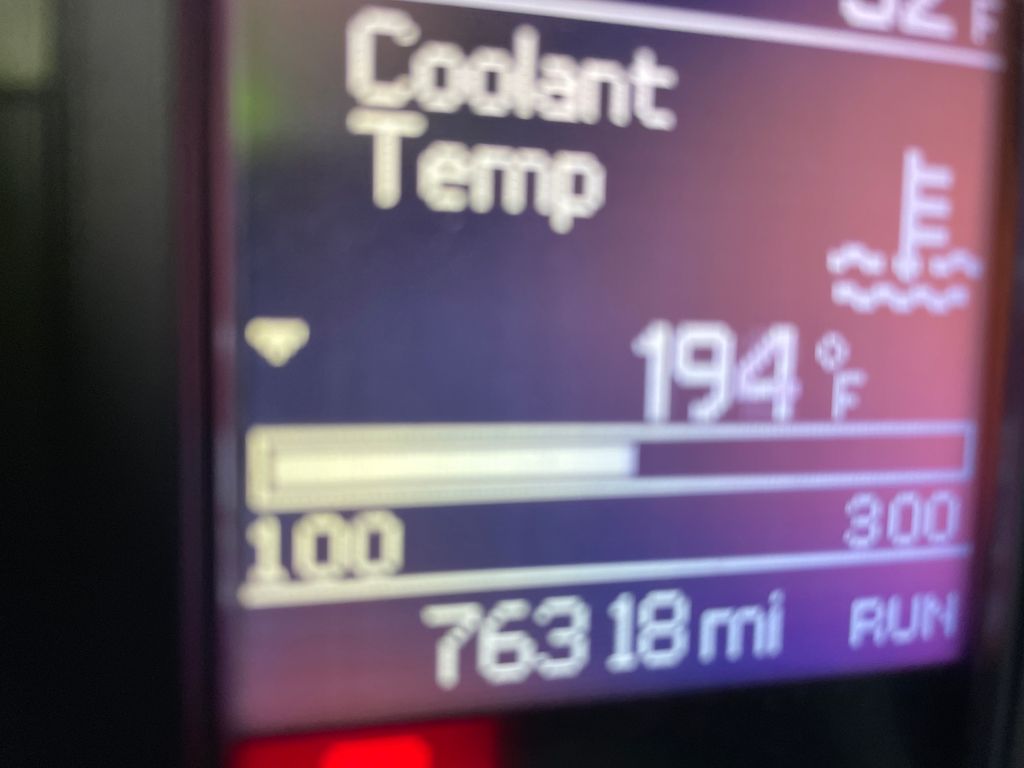 Coolant
Temp
194 °F
100 300
76318 mi RUN